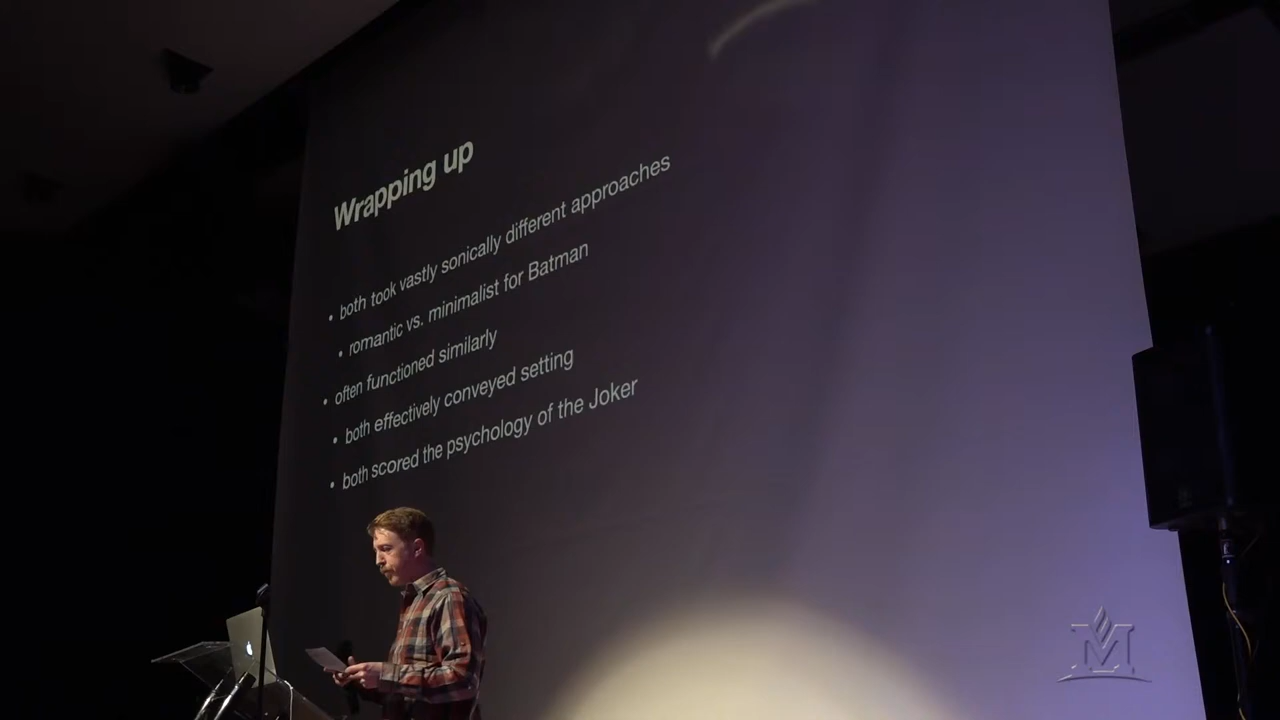 Wrapping up
• both took vastly sonically different approaches
• romantic vs. minimalist for Batman
• often functioned similarly
• both effectively conveyed setting
• both scored the psychology of the Joker
M